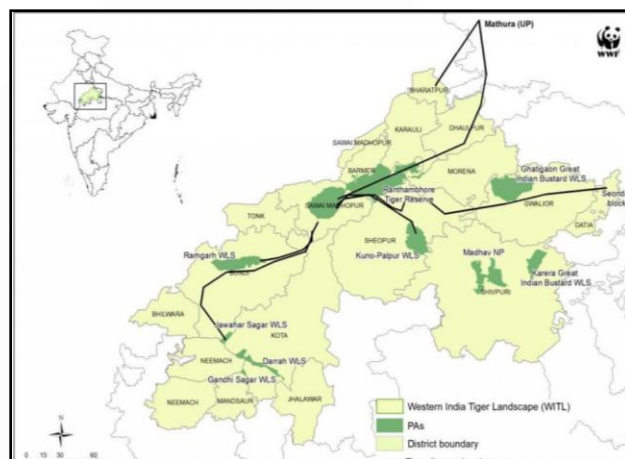 Mathura (UP)
WWF
BHARATPUR
KARAULI
DHAULPUR
SAWAI MADHOPUR
MORENA
Ghatigaon Great
Indian Bustard WLS
BARMER
Ranthambhore
Tiger Reserve
SAWAI MADHOPUR
GWALIOR
Seond
block
TONK
DATIA
SHEOPUR
Ramgarh WLS
Kuno-Palpur WLS
Madhav NP
Karera Great
Indian Bustard WLS
SHIVPURI
BHILWARA
Jawahar Sagar WLS
KOTA
NEEMACH
Darrah WLS
Gandhi Sagar WLS
NEEMACH
MANDSAUR
JHALAWAR
Western India Tiger Landscape (WITL)
PAs
District boundary
N
0 15 30 60